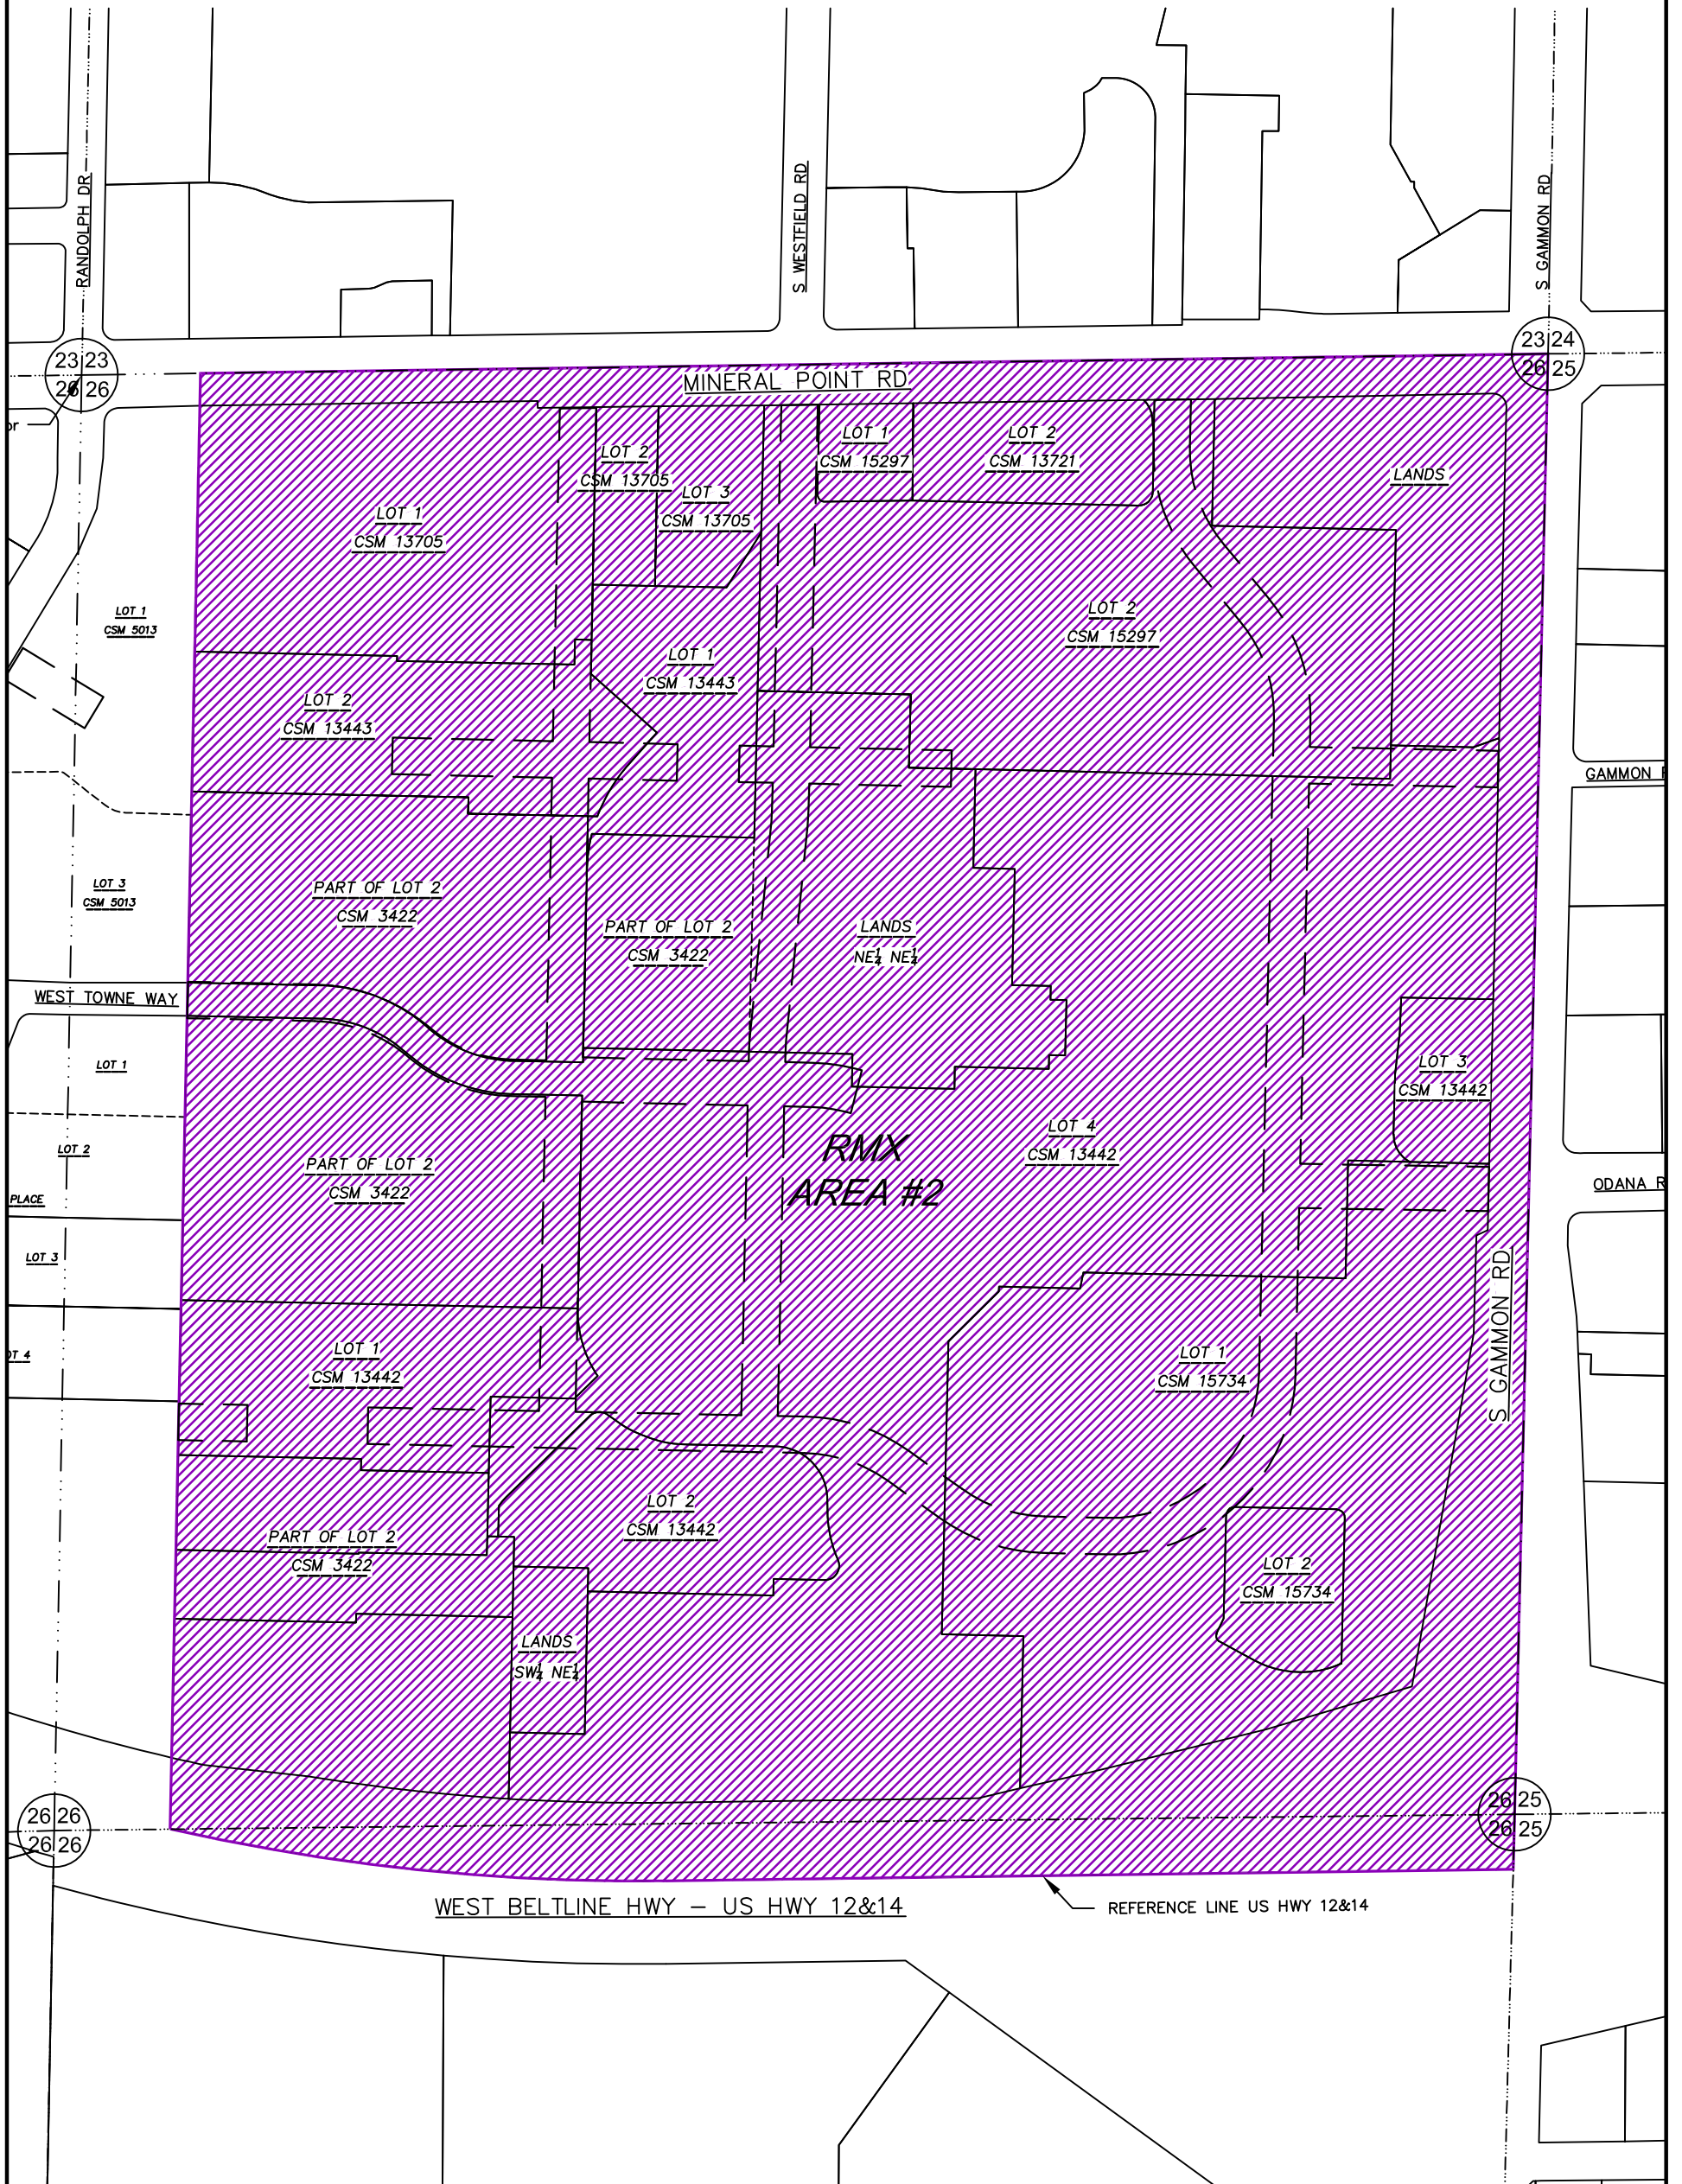 RANDOLPH DR
S WESTFIELD RD
S GAMMON RD
23 23
26 26
23 24
26 25
MINERAL POINT RD
or
LOT 1
CSM 15297
LOT 2
CSM 13721
LOT 2
CSM 13705
LOT 3
CSM 13705
LANDS
LOT 1
CSM 13705
LOT 1
CSM 5013
LOT 2
CSM 15297
LOT 1
CSM 13443
LOT 2
CSM 13443
GAMMON
LOT 3
CSM 5013
PART OF LOT 2
CSM 3422
PART OF LOT 2
CSM 3422
LANDS
NE¼ NE¼
WEST TOWNE WAY
LOT 1
LOT 3
CSM 13442
LOT 4
CSM 13442
LOT 2
RMX
AREA #2
PART OF LOT 2
CSM 3422
PLACE
ODANA R
LOT 3
S GAMMON RD
LOT 1
CSM 13442
LOT 1
CSM 15734
OT 4
LOT 2
CSM 13442
PART OF LOT 2
CSM 3422
LOT 2
CSM 15734
LANDS
SW¼ NE¼
26 26
26 26
26 25
26 25
WEST BELTLINE HWY – US HWY 12&14
REFERENCE LINE US HWY 12&14